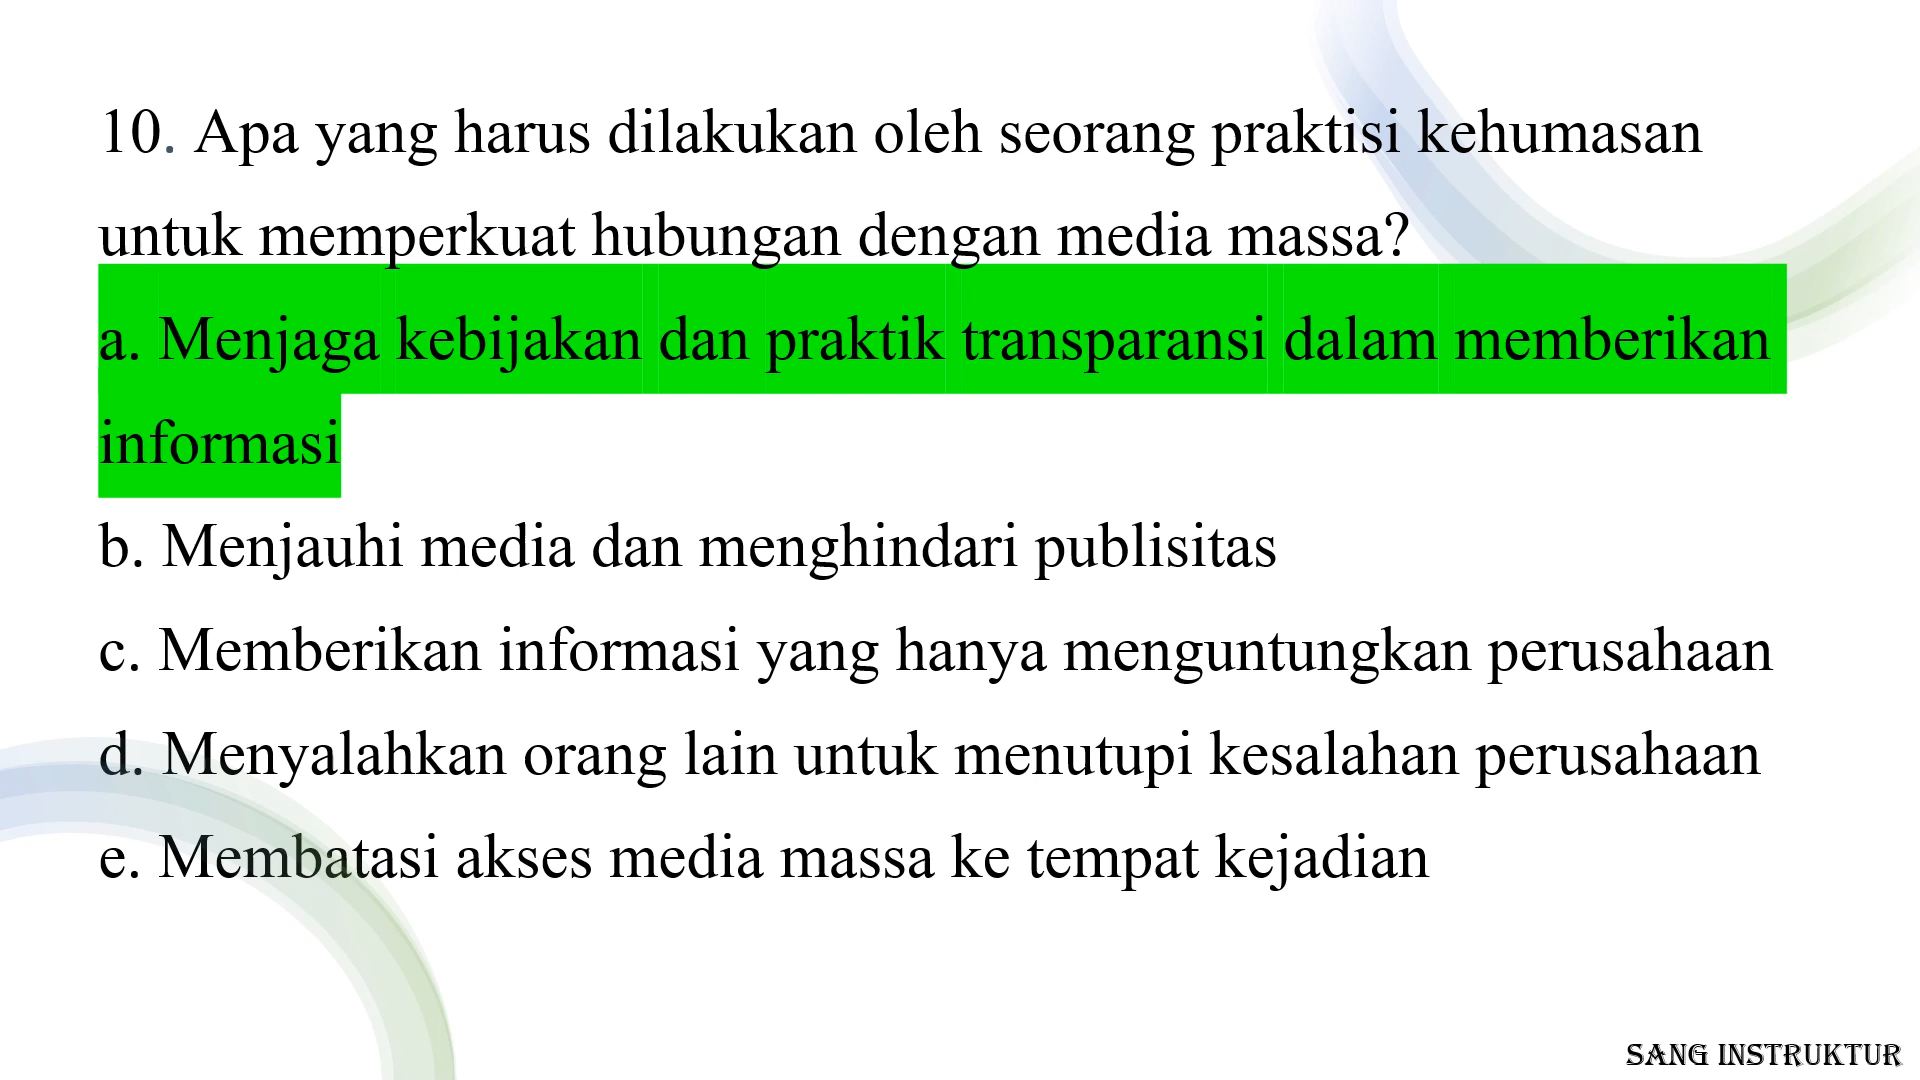 10. Apa yang harus dilakukan oleh seorang praktisi kehumasan
untuk memperkuat hubungan dengan media massa?
a. Menjaga kebijakan dan praktik transparansi dalam memberikan
informasi
b. Menjauhi media dan menghindari publisitas
c. Memberikan informasi yang hanya menguntungkan perusahaan
d. Menyalahkan orang lain untuk menutupi kesalahan perusahaan
e. Membatasi akses media massa ke tempat kejadian
SANG INSTRUKTUR